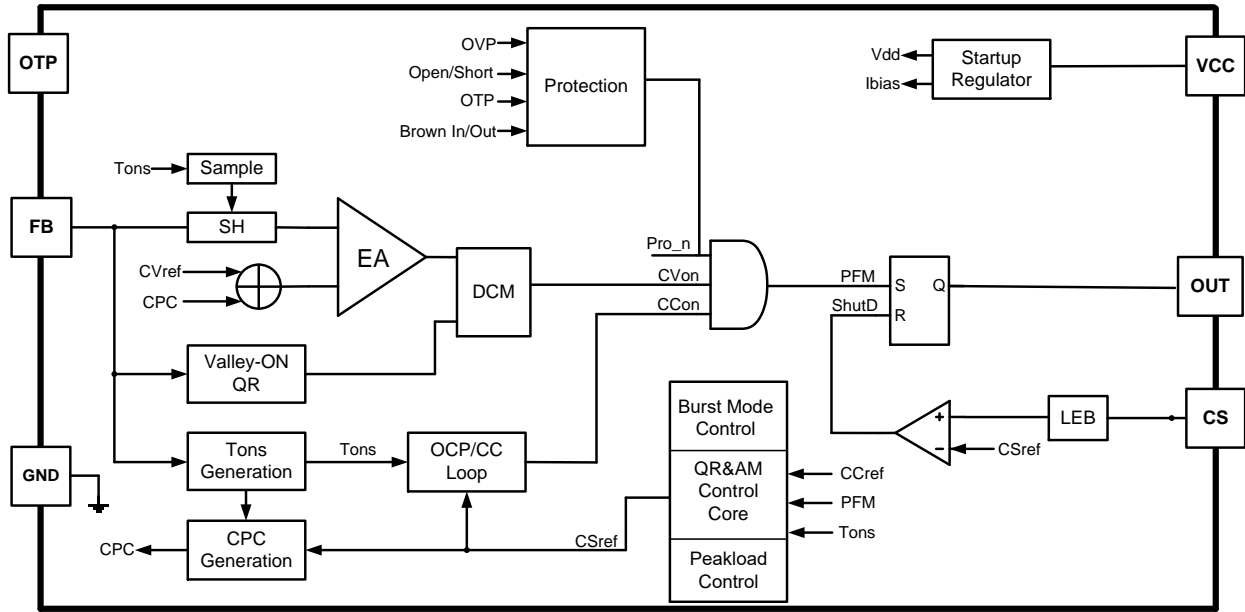 OTP
OVP
Open/Short
OTP
Brown In/Out
Protection
Vdd
Ibias
Startup
Regulator
VCC
Tons
Sample
FB
SH
EA
CVref
CPC
DCM
Pro_n
CVon
CCon
PFM
ShutD
S
R
Q
OUT
Valley-ON
QR
Burst Mode
Control
+
−
LEB
CS
CSref
GND
Tons
Generation
Tons
OCP/CC
Loop
QR&AM
Control
Core
CCref
PFM
Tons
CPC
CPC
Generation
CSref
Peakload
Control